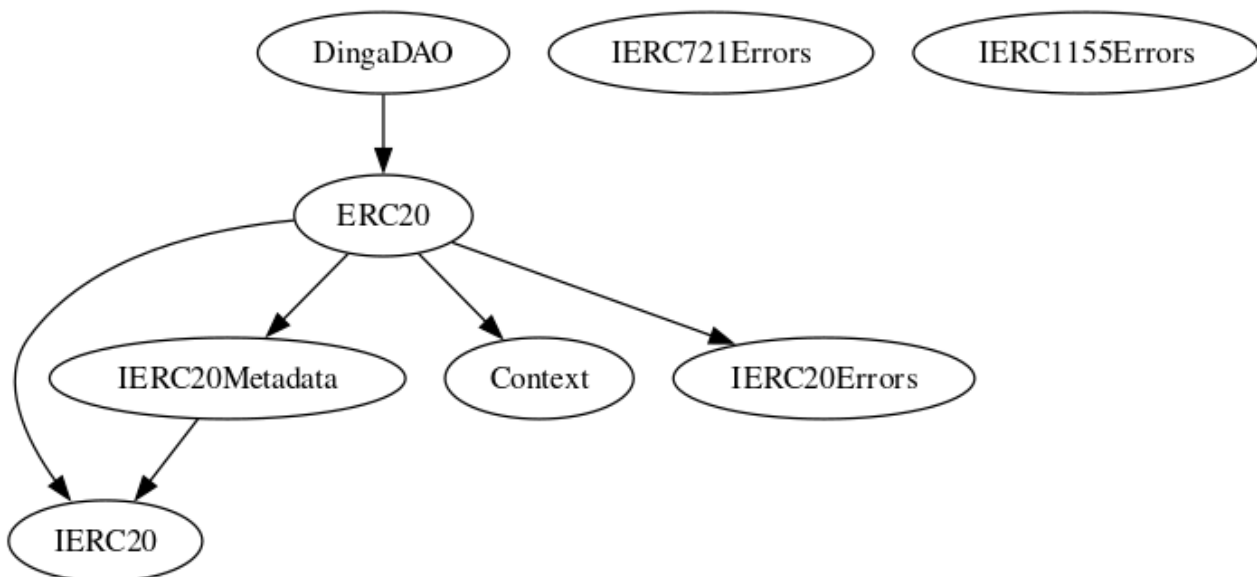 DingaDAO
IERC721Errors
IERC1155Errors
ERC20
IERC20Metadata
Context
IERC20Errors
IERC20